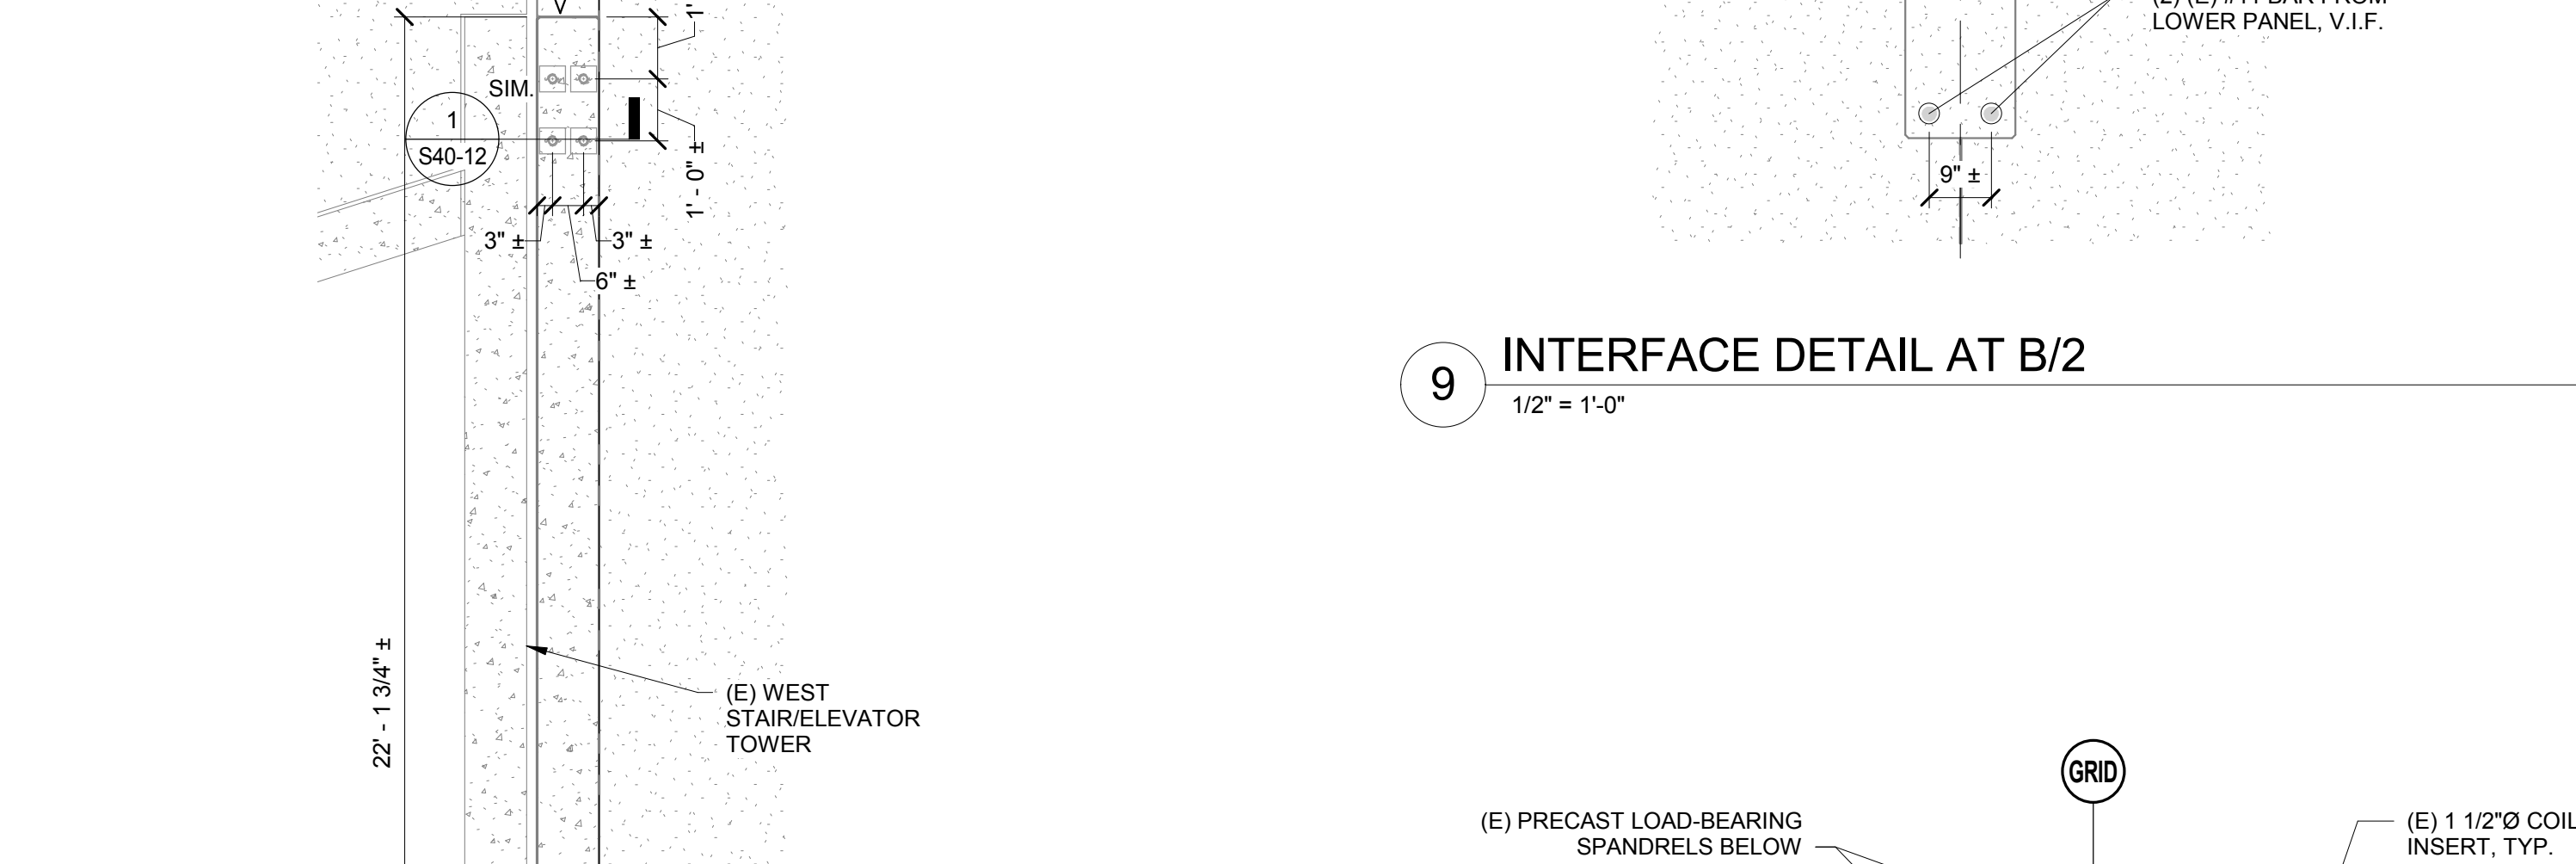 SIM.
1
S40-12
1' - 0" ±
3" ±
3" ±
6" ±
22' - 1 3/4" ±
(E) WEST
STAIR/ELEVATOR
TOWER
LOWER PANEL, V.I.F.
9" ±
9
INTERFACE DETAIL AT B/2
1/2" = 1'-0"
GRID
(E) PRECAST LOAD-BEARING
SPANDRELS BELOW
(E) 1 1/2"Ø COIL
INSERT, TYP.